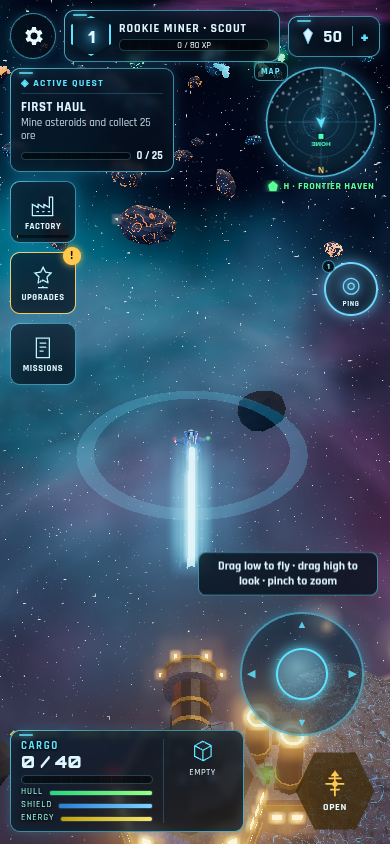 1
ROOKIE MINER · SCOUT
0 / 80 XP
50
+
ACTIVE QUEST
FIRST HAUL
Mine asteroids and collect 25
ore
0 / 25
MAP
HOME
N
H · FRONTIER HAVEN
FACTORY
!
UPGRADES
MISSIONS
1
PING
Drag low to fly · drag high to
look · pinch to zoom
CARGO
0 / 40
EMPTY
HULL
SHIELD
ENERGY
OPEN